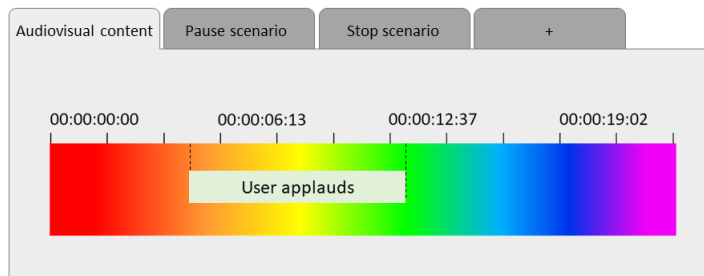 Audiovisual content Pause scenario Stop scenario +
00:00:00:00 00:00:06:13 00:00:12:37 00:00:19:02
User applauds